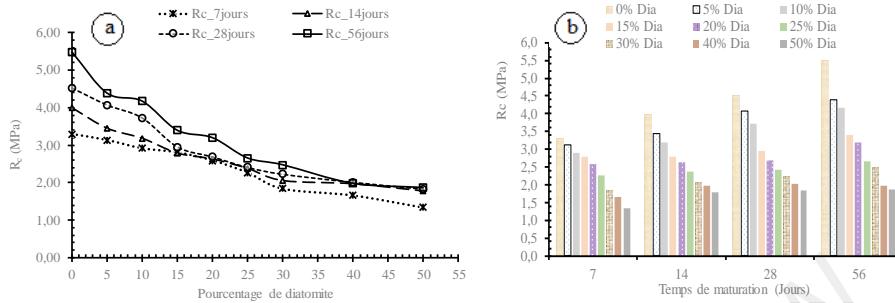 Rc_7jours Rc_14jours
Rc_28jours Rc_56jours
a
6,00
5,00
4,00
3,00
2,00
1,00
0,00
Rc (MPa)
0 5 10 15 20 25 30 35 40 45 50 55
Pourcentage de diatomite
b
0% Dia 5% Dia 10% Dia
15% Dia 20% Dia 25% Dia
30% Dia 40% Dia 50% Dia
6,0
5,5
5,0
4,5
4,0
3,5
3,0
2,5
2,0
1,5
1,0
0,5
0,0
Rc (MPa)
7 14 28 56
Temps de maturation (Jours)